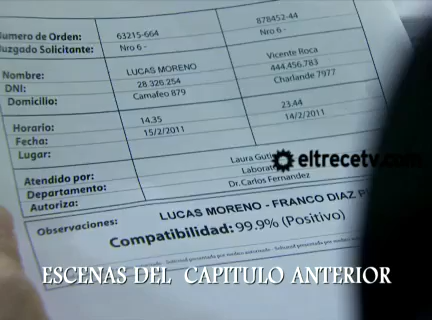 Numero de Orden: 63215-664 878452-44
Juzgado Solicitante: Nro 6 - Nro 6 -
Nombre: LUCAS MORENO Vicente Roca
DNI: 28.326.254 444.456.783
Domicilio: Camafeo 879 Charlande 7977
Horario: 14.35 23.44
Fecha: 15/2/2011 14/2/2011
Lugar:
Atendido por: Laura Guti
Departamento: Laborat
Autoriza: Dr. Carlos Fernandez
eltrecetv.com
Observaciones: LUCAS MORENO - FRANCO DIAZ
Compatibilidad: 99.9% (Positivo)
ESCENAS DEL CAPITULO ANTERIOR